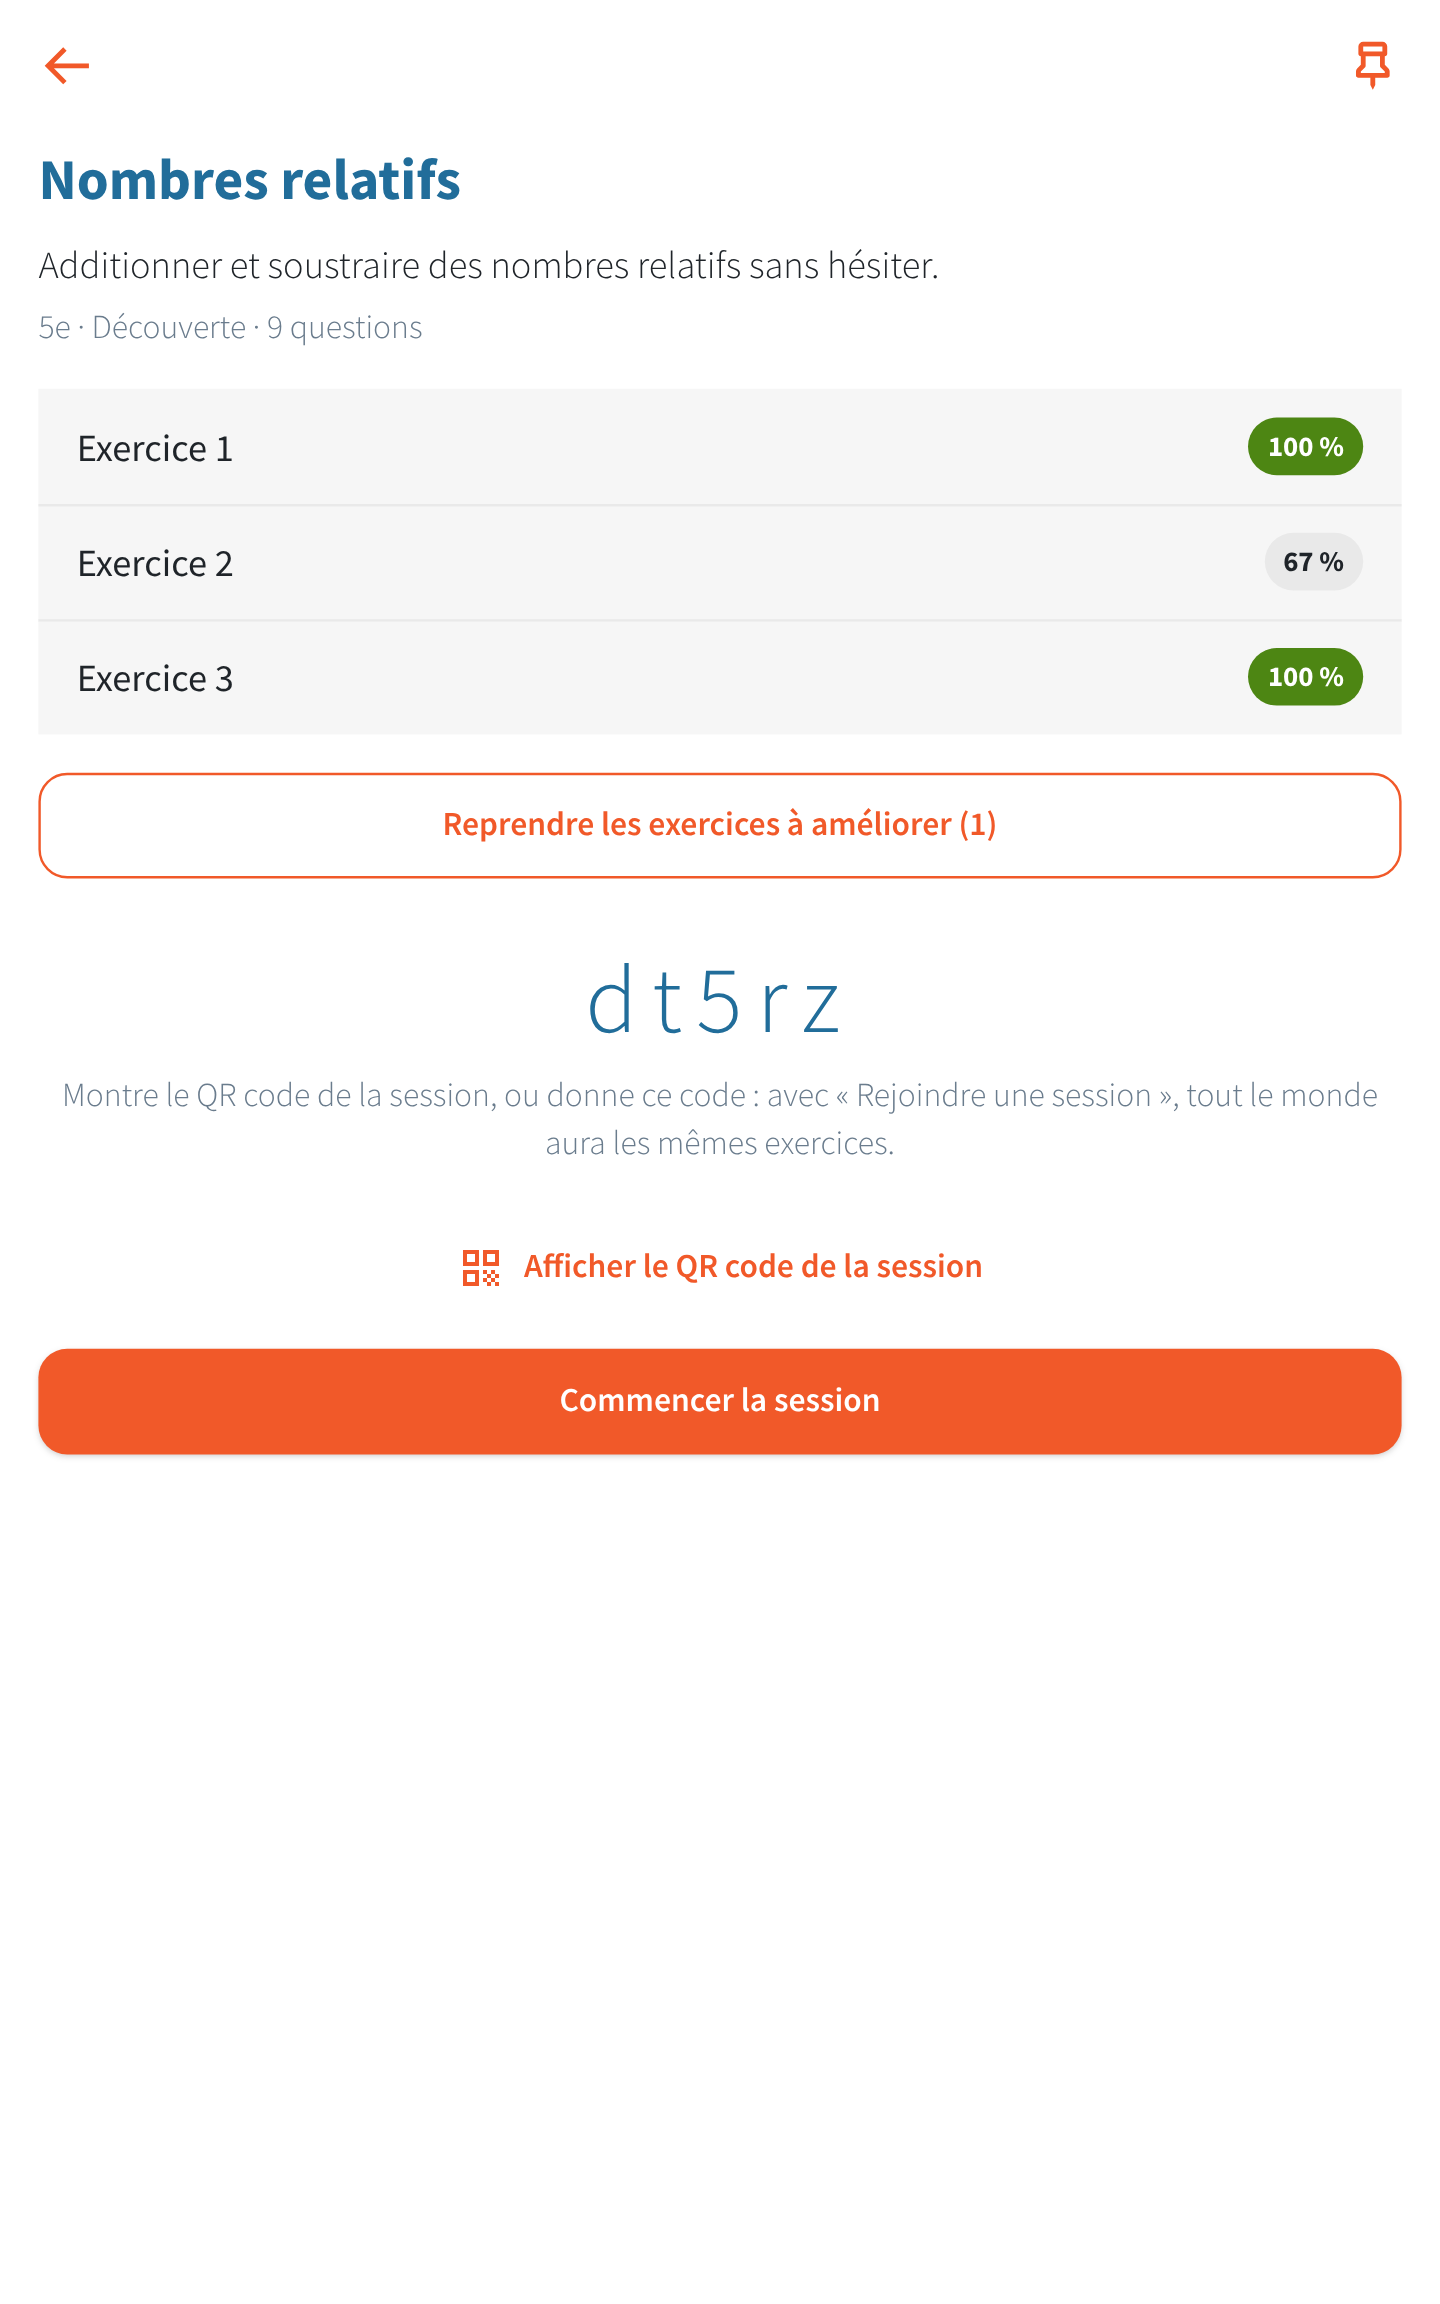 Nombres relatifs
Additionner et soustraire des nombres relatifs sans hésiter.
5e · Découverte · 9 questions
Exercice 1
100 %
Exercice 2
67 %
Exercice 3
100 %
Reprendre les exercices à améliorer (1)
dt5rz
Montre le QR code de la session, ou donne ce code : avec « Rejoindre une session », tout le monde
aura les mêmes exercices.
Afficher le QR code de la session
Commencer la session